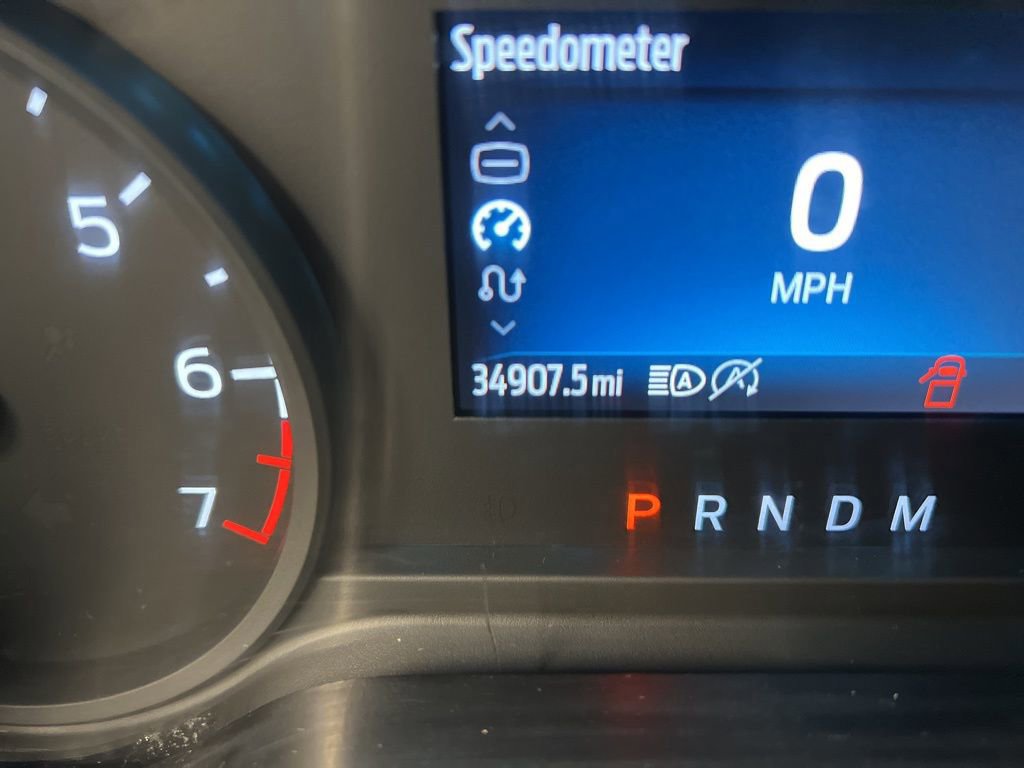 Speedometer
0
MPH
34907.5 mi
A A
P R N D M
5
6
7